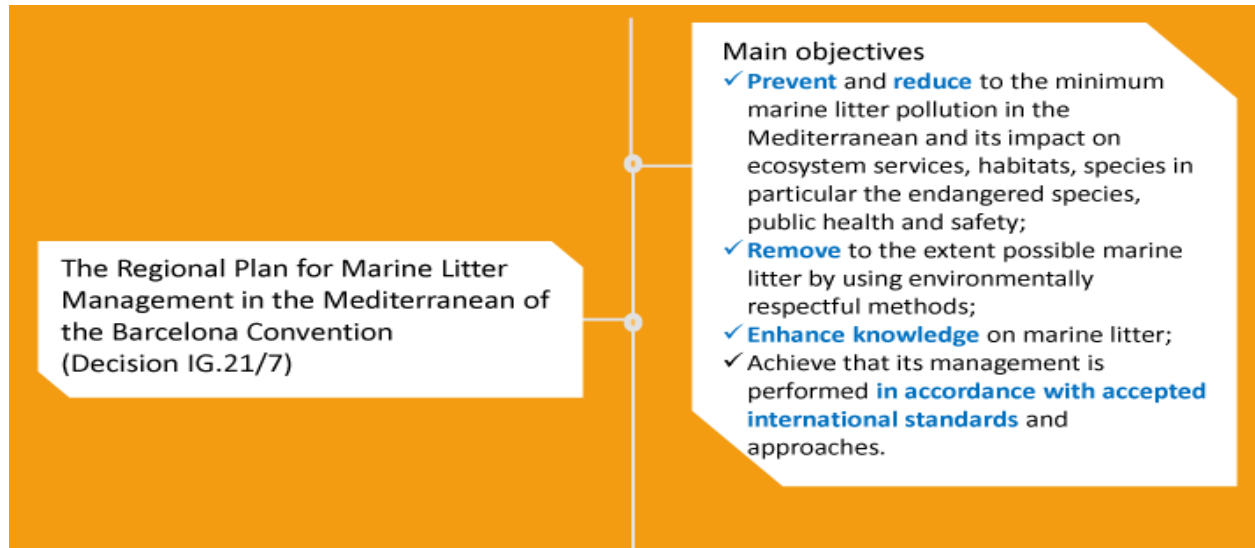 The Regional Plan for Marine Litter
Management in the Mediterranean of
the Barcelona Convention
(Decision IG.21/7)
Main objectives
✓Prevent and reduce to the minimum
marine litter pollution in the
Mediterranean and its impact on
ecosystem services, habitats, species in
particular the endangered species,
public health and safety;
✓Remove to the extent possible marine
litter by using environmentally
respectful methods;
✓Enhance knowledge on marine litter;
✓Achieve that its management is
performed in accordance with accepted
international standards and
approaches.